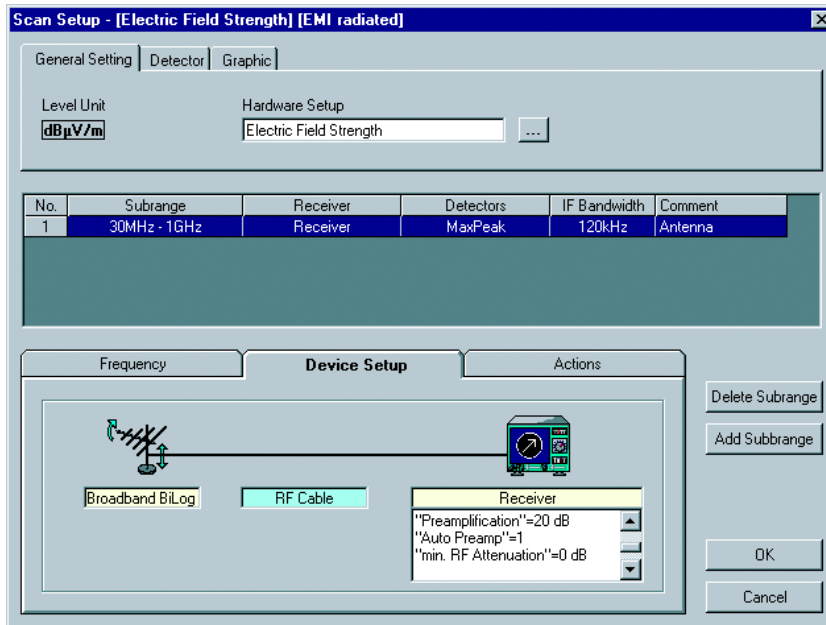 Scan Setup - [Electric Field Strength] [EMI radiated]
General Setting Detector Graphic
Level Unit Hardware Setup
dBµV/m Electric Field Strength ...
No. Subrange Receiver Detectors IF Bandwidth Comment
1 30MHz - 1GHz Receiver MaxPeak 120kHz Antenna
Frequency Device Setup Actions
Delete Subrange
Add Subbrange
Broadband BiLog RF Cable Receiver
"Preamplification"=20 dB
"Auto Preamp"=1
"min. RF Attenuation"=0 dB
OK
Cancel